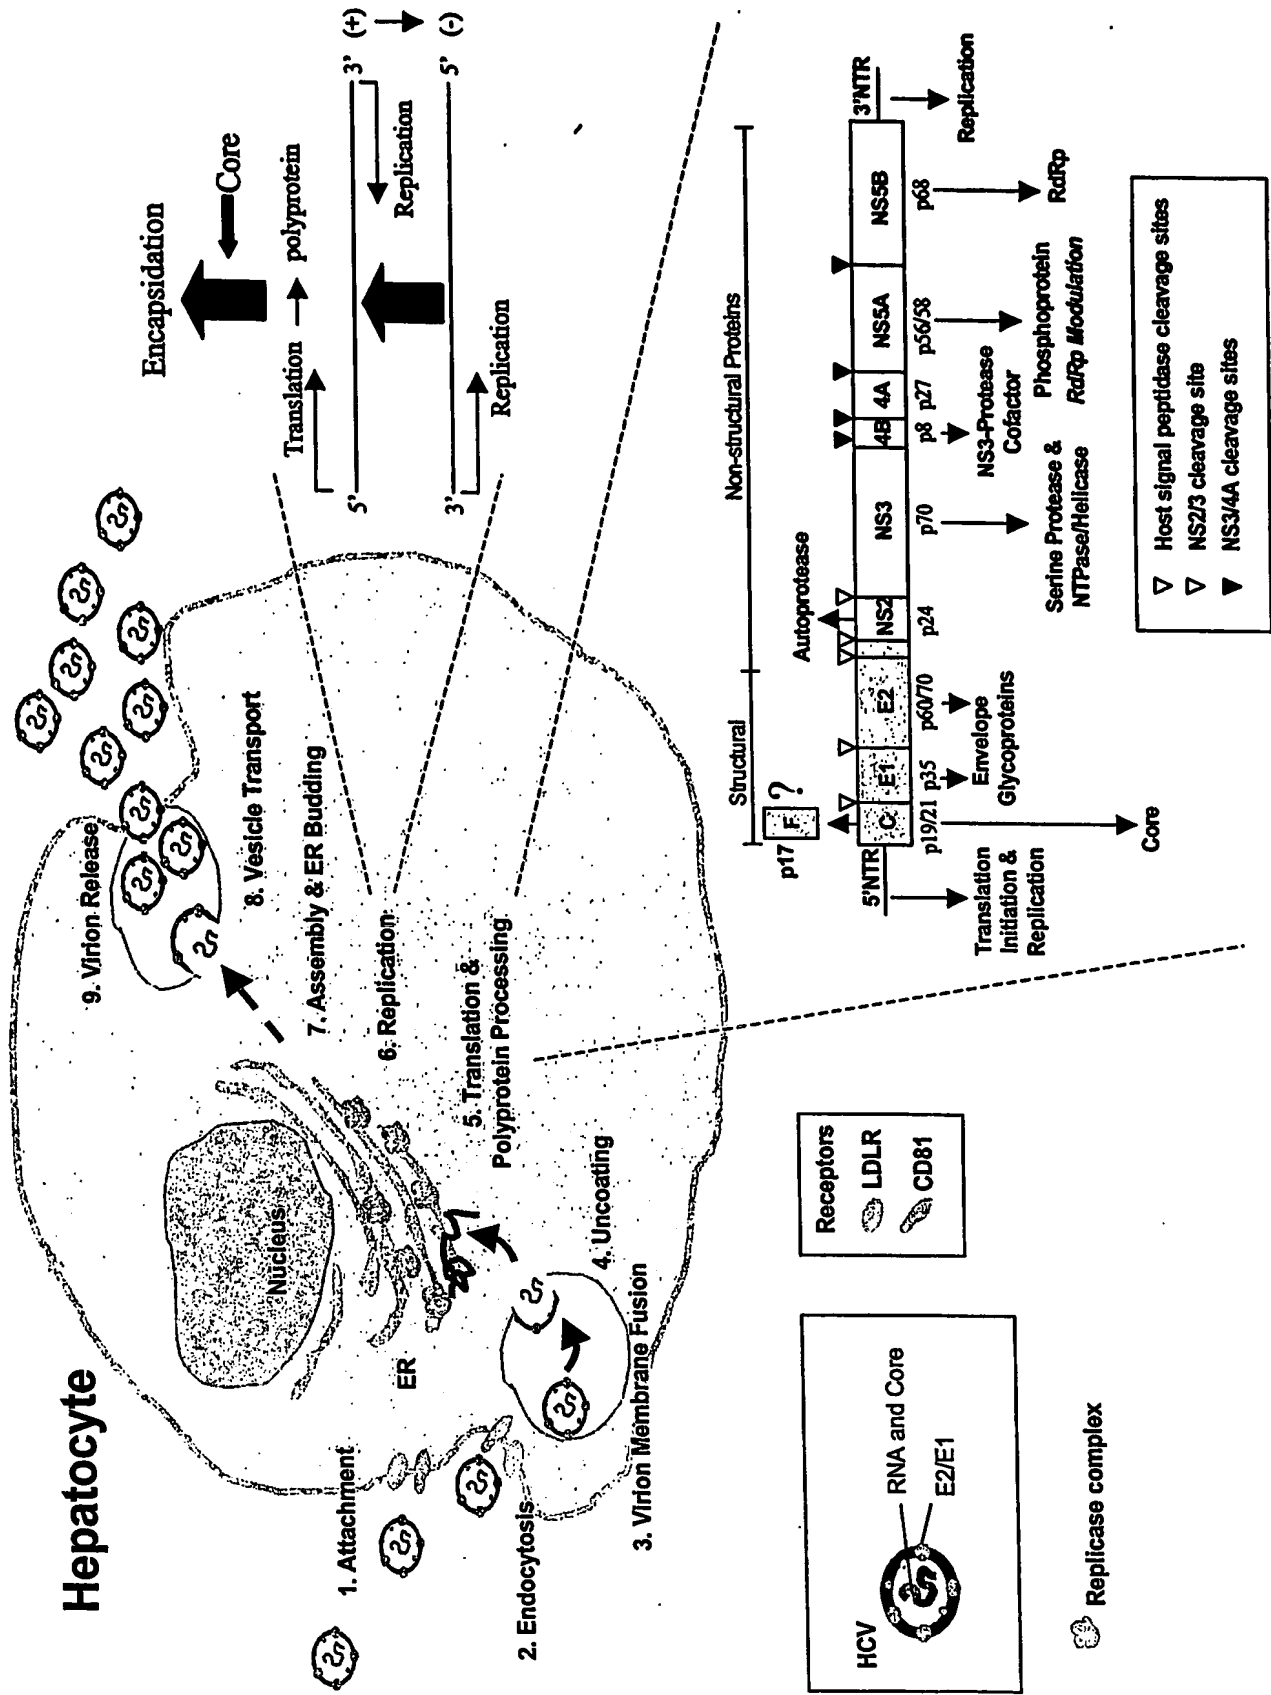 Hepatocyte
1. Attachment
2. Endocytosis
3. Virion Membrane Fusion
4. Uncoating
ER
Nucleus
5. Translation &
Polyprotein Processing
6. Replication
7. Assembly & ER Budding
8. Vesicle Transport
9. Virion Release
Encapsidation
Core
Translation
polyprotein
5'
3'
(+)
Replication
3'
5'
(-)
Replication
HCV
RNA and Core
E2/E1
Replicase complex
Receptors
LDLR
CD81
Structural
Non-structural Proteins
p17
F
?
Autoprotease
5'NTR
C
E1
E2
NS2
NS3
4B
4A
NS5A
NS5B
3'NTR
p19/21
p35
p60/70
p24
p70
p8
p27
p56/58
p68
Translation
Initiation &
Replication
Core
Envelope
Glycoproteins
Serine Protease &
NTPase/Helicase
NS3-Protease
Cofactor
Phosphoprotein
RdRp Modulation
RdRp
Replication
Host signal peptidase cleavage sites
NS2/3 cleavage site
NS3/4A cleavage sites